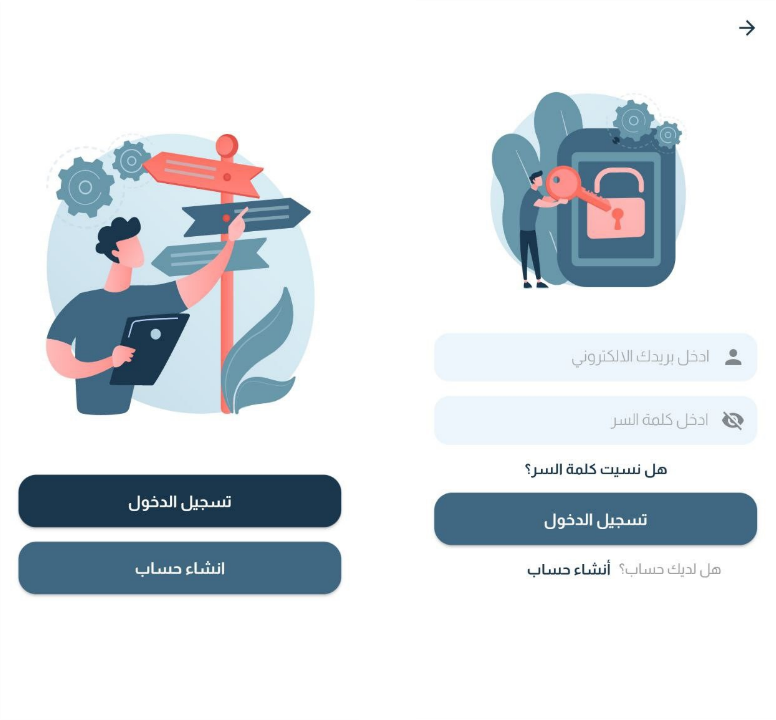 تسجيل الدخول
انشاء حساب
ادخل بريدك الالكتروني
ادخل كلمة السر
هل نسيت كلمة السر؟
تسجيل الدخول
هل لديك حساب؟ أنشاء حساب